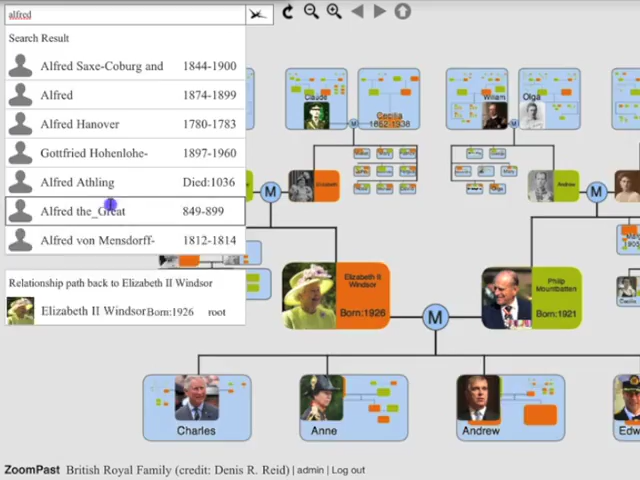 alfred
Search Result
Alfred Saxe-Coburg and 1844-1900
Alfred 1874-1899
Alfred Hanover 1780-1783
Gottfried Hohenlohe- 1897-1960
Alfred Athling Died:1036
Alfred the_Great 849-899
Alfred von Mensdorff- 1812-1814
Relationship path back to Elizabeth II Windsor
Elizabeth II Windsor Born:1926 root
Claude
Cecilia
1862-1938
William
Olga
M
M
Elizabeth
Andrew
M
M
Elizabeth II
Windsor
Born:1926
M
Philip
Mountbatten
Born:1921
Charles
Anne
Andrew
Edw
ZoomPast British Royal Family (credit: Denis R. Reid) | admin | Log out